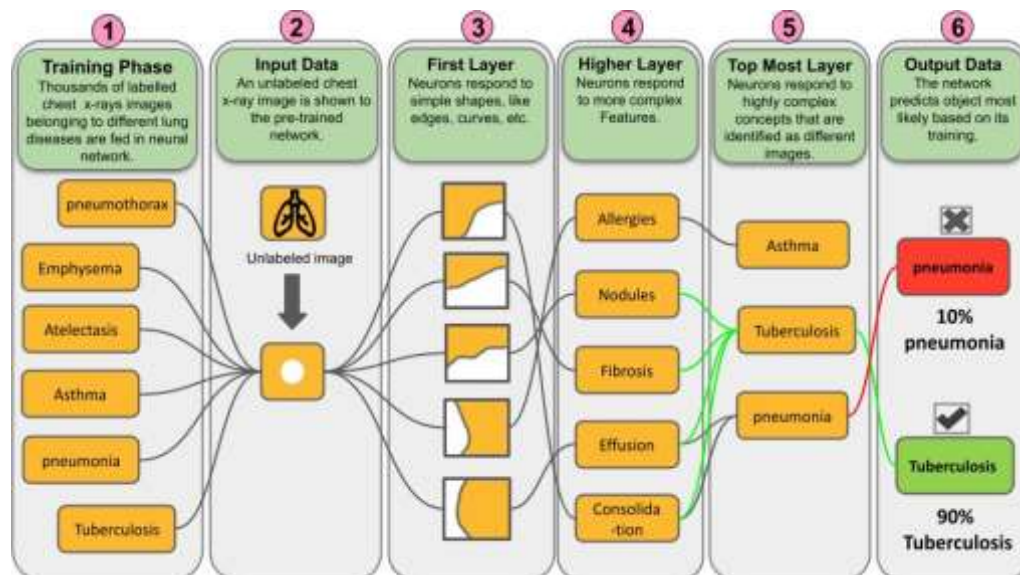 1
Training Phase
Thousands of labelled
chest x-rays images
belonging to different lung
diseases are fed in neural
network.
pneumothorax
Emphysema
Atelectasis
Asthma
pneumonia
Tuberculosis
2
Input Data
An unlabeled chest
x-ray image is shown to
the pre-trained
network.
Unlabeled image
3
First Layer
Neurons respond to
simple shapes, like
edges, curves, etc.
4
Higher Layer
Neurons respond
to more complex
Features.
Allergies
Nodules
Fibrosis
Effusion
Consolida
-tion
5
Top Most Layer
Neurons respond to
highly complex
concepts that are
identified as different
images.
Asthma
Tuberculosis
pneumonia
6
Output Data
The network
predicts object most
likely based on its
training.
pneumonia
10%
pneumonia
Tuberculosis
90%
Tuberculosis